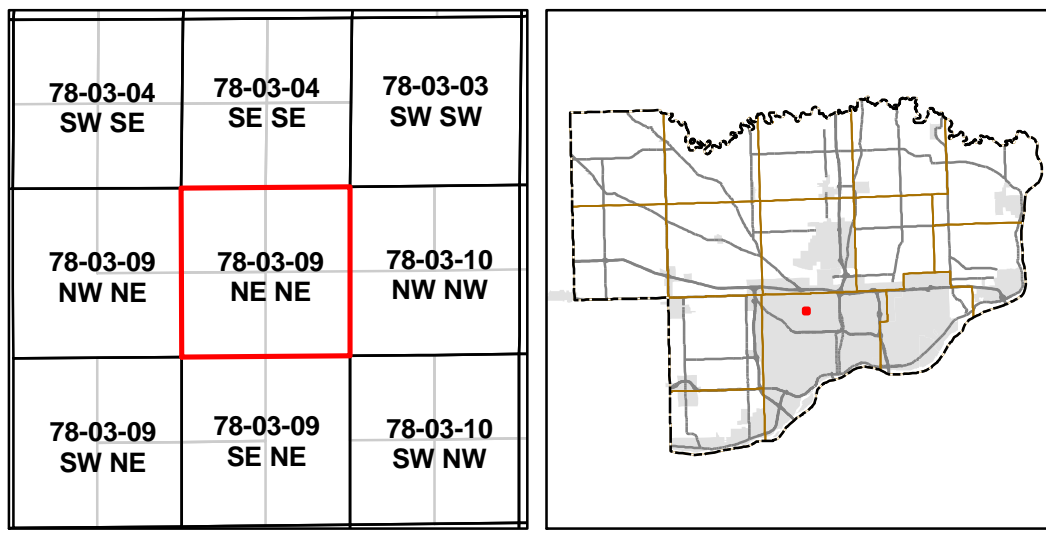 78-03-04
SW SE
78-03-04
SE SE
78-03-03
SW SW
78-03-09
NW NE
78-03-09
NE NE
78-03-10
NW NW
78-03-09
SW NE
78-03-09
SE NE
78-03-10
SW NW